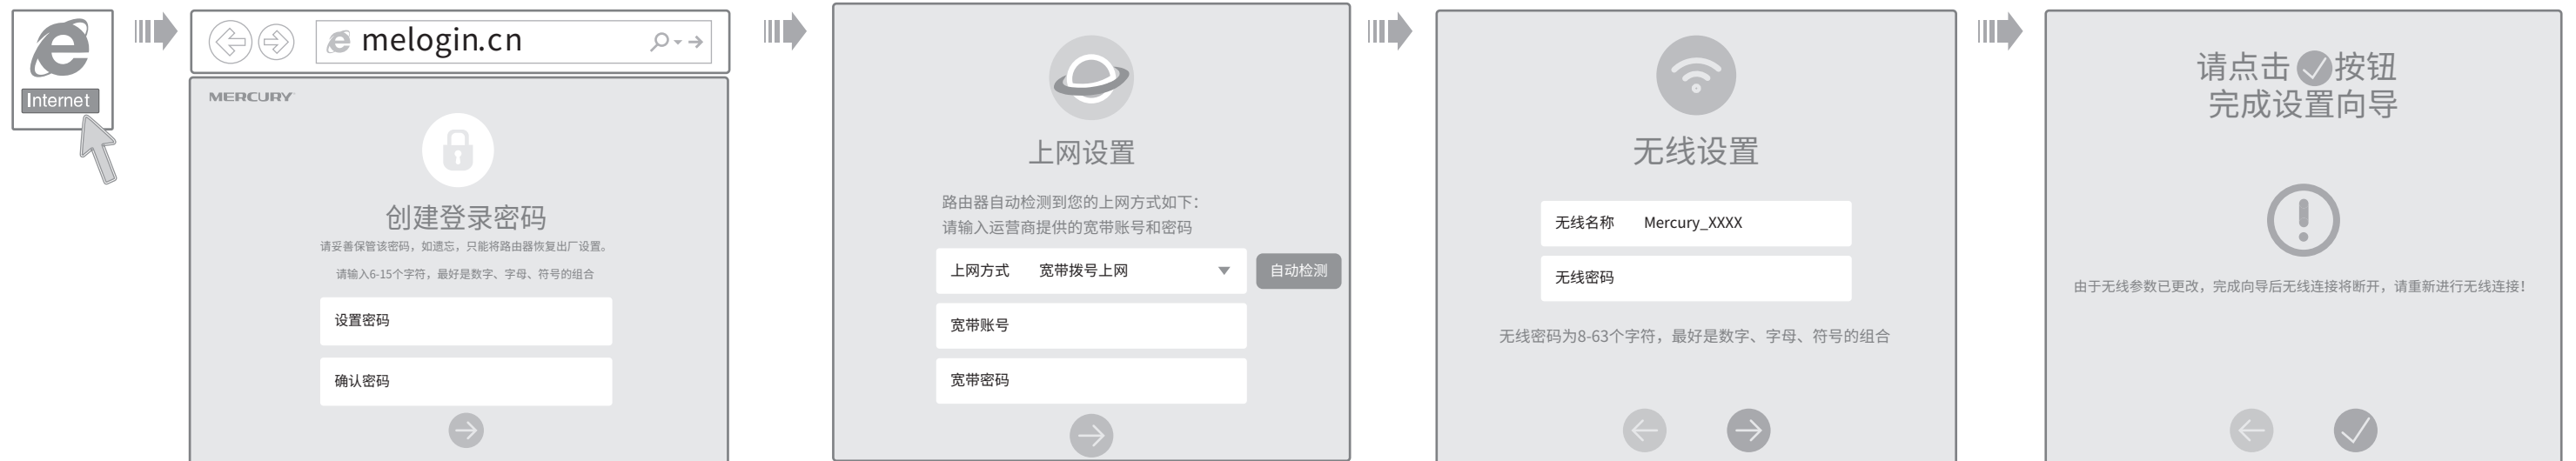 Internet
melogin.cn
MERCURY
创建登录密码
请妥善保管该密码，如遗忘，只能将路由器恢复出厂设置。
请输入6-15个字符，最好是数字、字母、符号的组合
设置密码
确认密码
上网设置
路由器自动检测到您的上网方式如下：
请输入运营商提供的宽带账号和密码
上网方式 宽带拨号上网 自动检测
宽带账号
宽带密码
无线设置
无线名称 Mercury_XXXX
无线密码
无线密码为8-63个字符，最好是数字、字母、符号的组合
请点击 按钮
完成设置向导
由于无线参数已更改，完成向导后无线连接将断开，请重新进行无线连接！